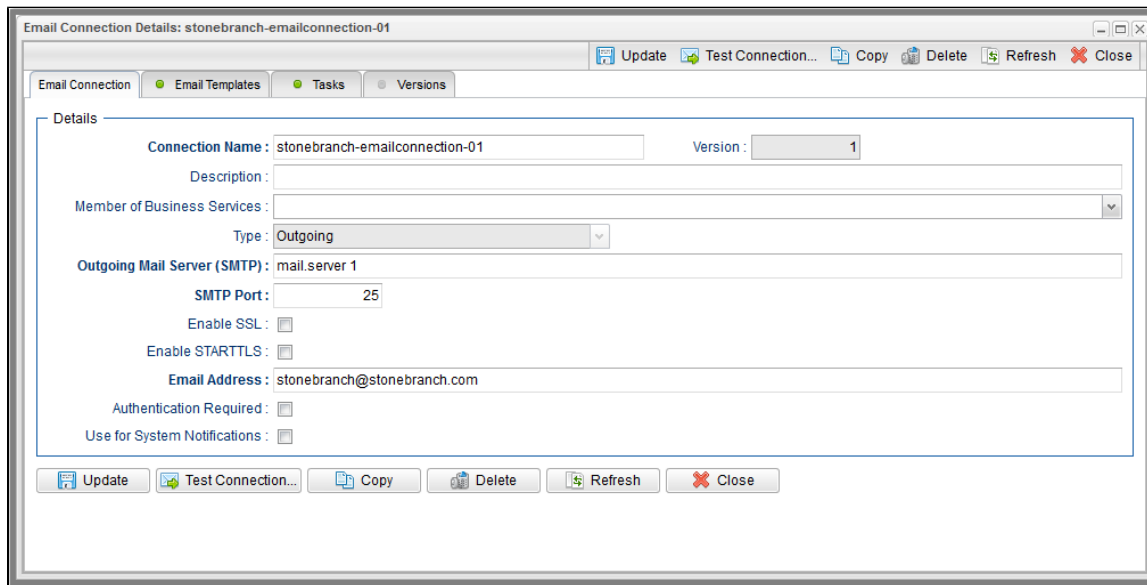 Email Connection Details: stonebranch-emailconnection-01
Update Test Connection... Copy Delete Refresh Close
Email Connection Email Templates Tasks Versions
Details
Connection Name : stonebranch-emailconnection-01 Version : 1
Description :
Member of Business Services :
Type : Outgoing
Outgoing Mail Server (SMTP) : mail.server 1
SMTP Port : 25
Enable SSL :
Enable STARTTLS :
Email Address : stonebranch@stonebranch.com
Authentication Required :
Use for System Notifications :
Update Test Connection... Copy Delete Refresh Close